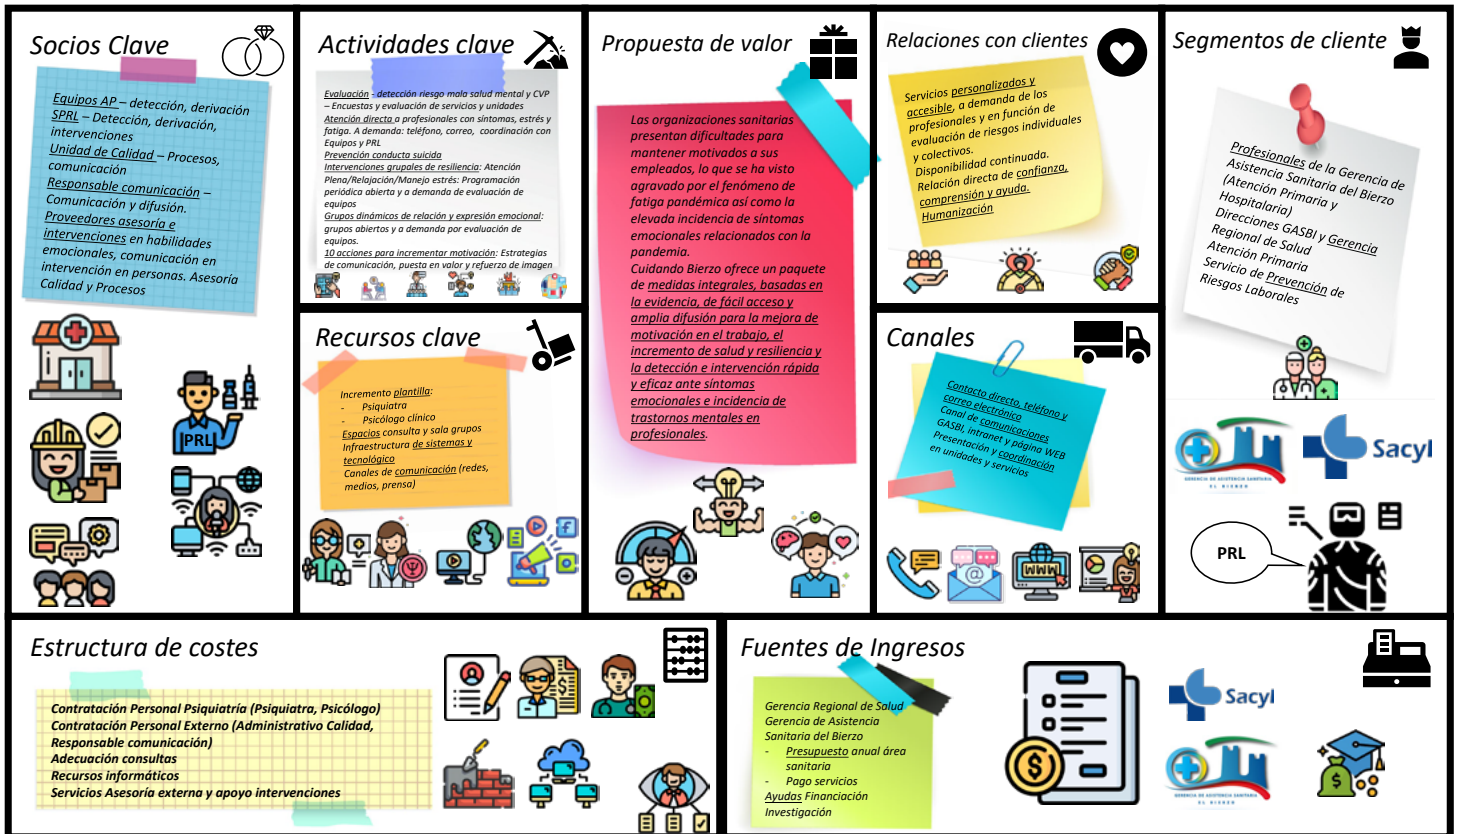 Socios Clave
Equipos AP – detección, derivación
SPRL – Detección, derivación,
intervenciones
Unidad de Calidad – Procesos,
comunicación
Responsable comunicación –
Comunicación y difusión.
Proveedores asesoría e
intervenciones en habilidades
emocionales, comunicación en
intervención en personas. Asesoría
Calidad y Procesos
PRL
Actividades clave
Evaluación - detección riesgo mala salud mental y CVP
– Encuestas y evaluación de servicios y unidades
Atención directa a profesionales con síntomas, estrés y
fatiga. A demanda: teléfono, correo, coordinación con
Equipos y PRL
Prevención conducta suicida
Intervenciones grupales de resiliencia: Atención
Plena/Relajación/Manejo estrés: Programación
periódica abierta y a demanda de evaluación de
equipos
Grupos dinámicos de relación y expresión emocional:
grupos abiertos y a demanda por evaluación de
equipos.
10 acciones para incrementar motivación: Estrategias
de comunicación, puesta en valor y refuerzo de imagen
Recursos clave
Incremento plantilla:
- Psiquiatra
- Psicólogo clínico
Espacios consulta y sala grupos
Infraestructura de sistemas y
tecnológico
Canales de comunicación (redes,
medios, prensa)
Propuesta de valor
Las organizaciones sanitarias
presentan dificultades para
mantener motivados a sus
empleados, lo que se ha visto
agravado por el fenómeno de
fatiga pandémica así como la
elevada incidencia de síntomas
emocionales relacionados con la
pandemia.
Cuidando Bierzo ofrece un paquete
de medidas integrales, basadas en
la evidencia, de fácil acceso y
amplia difusión para la mejora de
motivación en el trabajo, el
incremento de salud y resiliencia y
la detección e intervención rápida
y eficaz ante síntomas
emocionales e incidencia de
trastornos mentales en
profesionales.
Relaciones con clientes
Servicios personalizados y
accesible, a demanda de los
profesionales y en función de
evaluación de riesgos individuales
y colectivos.
Disponibilidad continuada.
Relación directa de confianza,
comprensión y ayuda.
Humanización
Canales
Contacto directo, teléfono y
correo electrónico
Canal de comunicaciones
GASBI, intranet y página WEB
Presentación y coordinación
en unidades y servicios
WWW
Segmentos de cliente
Profesionales de la Gerencia de
Asistencia Sanitaria del Bierzo
(Atención Primaria y
Hospitalaria)
Direcciones GASBI y Gerencia
Regional de Salud
Atención Primaria
Servicio de Prevención de
Riesgos Laborales
GERENCIA DE ASISTENCIA SANITARIA
EL BIERZO
Sacyl
PRL
Estructura de costes
Contratación Personal Psiquiatría (Psiquiatra, Psicólogo)
Contratación Personal Externo (Administrativo Calidad,
Responsable comunicación)
Adecuación consultas
Recursos informáticos
Servicios Asesoría externa y apoyo intervenciones
Fuentes de Ingresos
Gerencia Regional de Salud
Gerencia de Asistencia
Sanitaria del Bierzo
- Presupuesto anual área
sanitaria
- Pago servicios
Ayudas Financiación
Investigación
Sacyl
GERENCIA DE ASISTENCIA SANITARIA
EL BIERZO